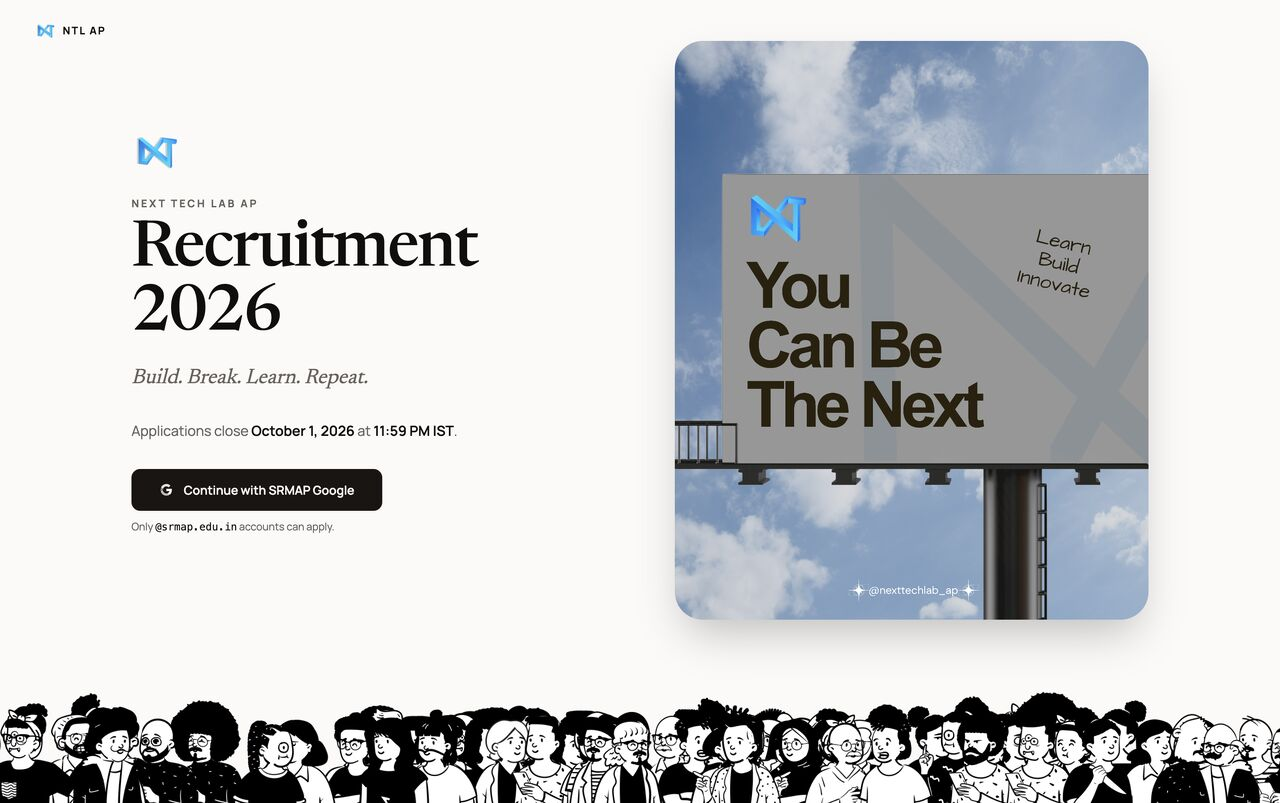 NTL AP
NEXT TECH LAB AP
Recruitment
2026
Build. Break. Learn. Repeat.
Applications close October 1, 2026 at 11:59 PM IST.
Continue with SRMAP Google
Only @srmap.edu.in accounts can apply.
Learn
Build
Innovate
You
Can Be
The Next
@nexttechlab_ap